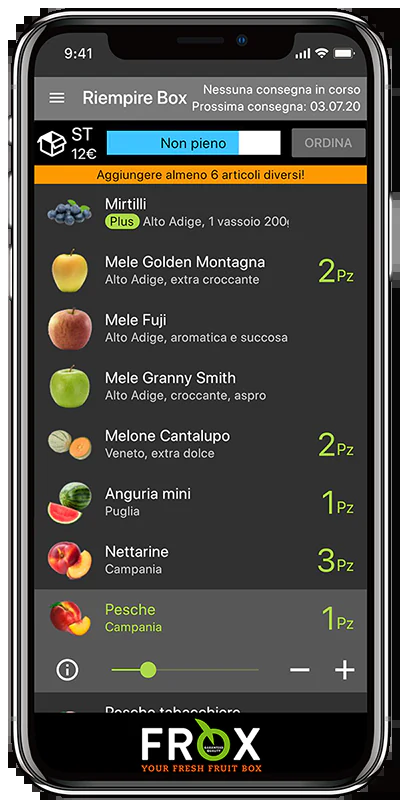 9:41
Nessuna consegna in corso
Riempire Box
Prossima consegna: 03.07.20
ST
12€
Non pieno
ORDINA
Aggiungere almeno 6 articoli diversi!
Mirtilli
Plus Alto Adige, 1 vassoio 200g
Mele Golden Montagna
Alto Adige, extra croccante
2Pz
Mele Fuji
Alto Adige, aromatica e succosa
Mele Granny Smith
Alto Adige, croccante, aspro
Melone Cantalupo
Veneto, extra dolce
2Pz
Anguria mini
Puglia
1Pz
Nettarine
Campania
3Pz
Pesche
Campania
1Pz
Pesche tabacchiere
FROX
YOUR FRESH FRUIT BOX